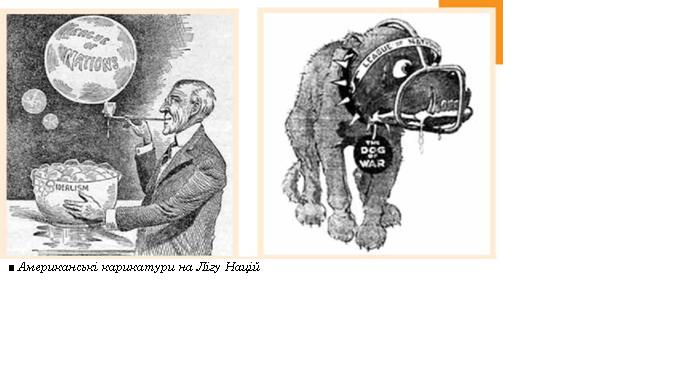 LEAGUE
OF
NATIONS
IDEALISM
LEAGUE OF NATIONS
THE
DOG
OF
WAR
■ Американські карикатури на Лігу Націй